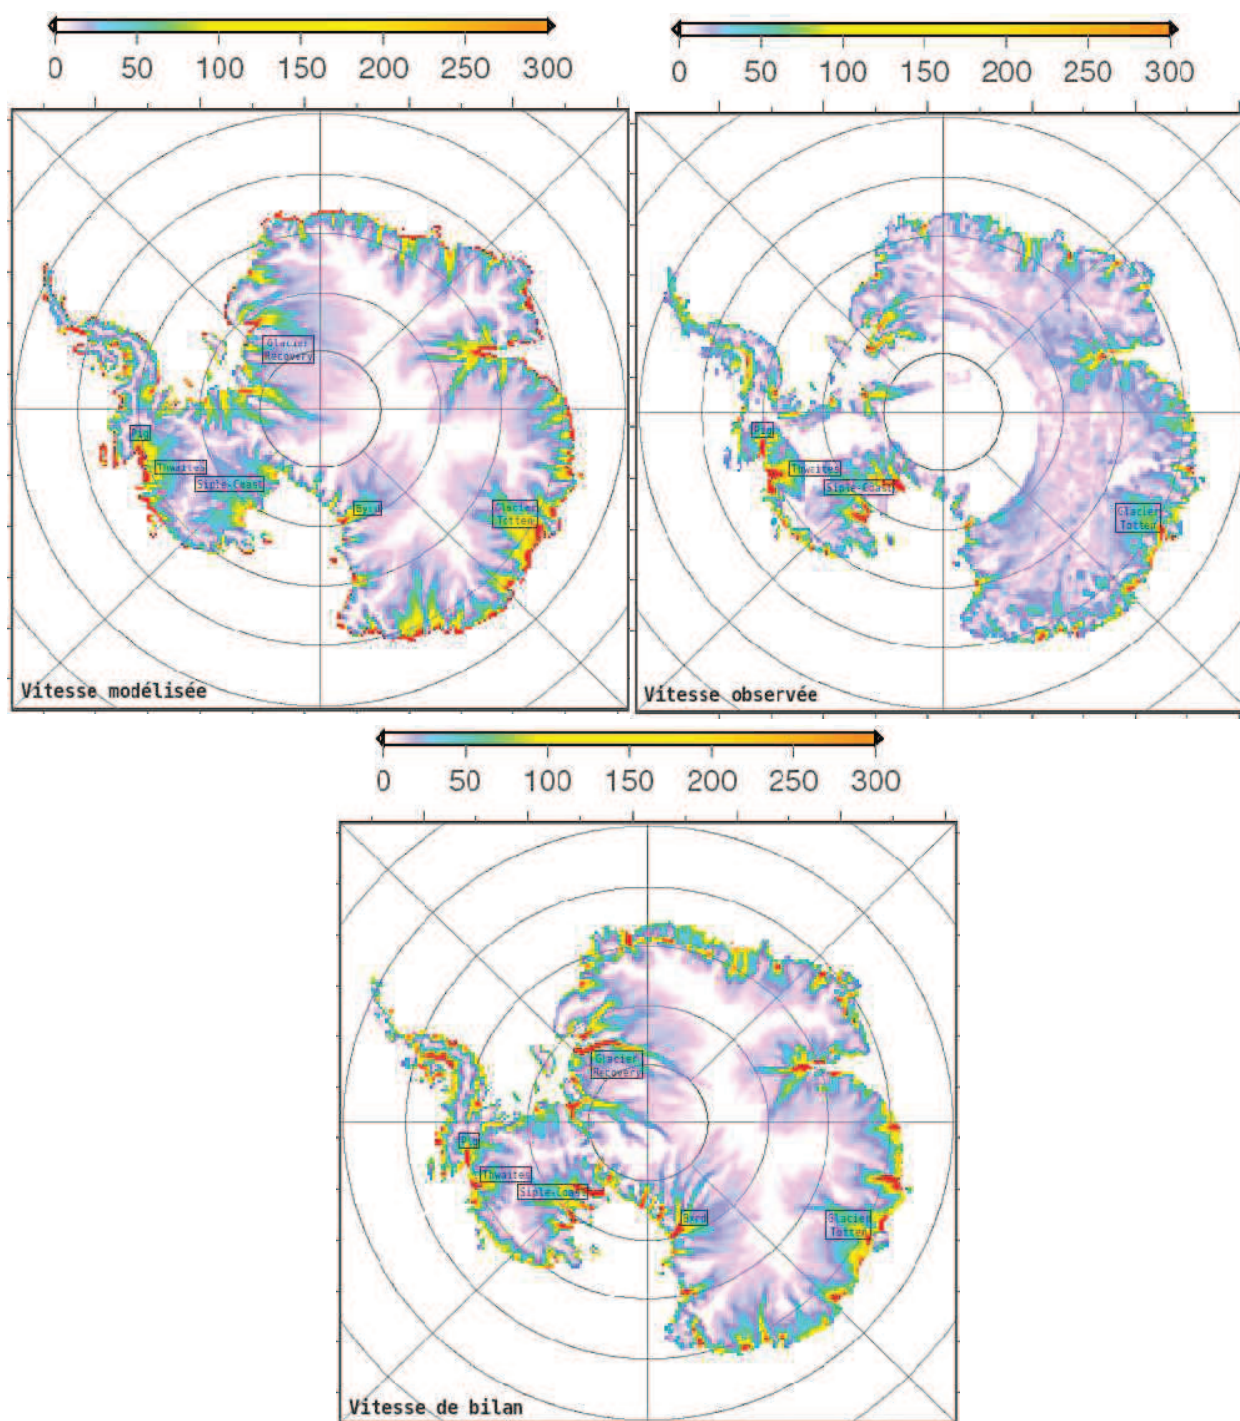 0 50 100 150 200 250 300
0 50 100 150 200 250 300
Glacier
Recovery
Pig
Thwaites
Siple-Coast
Byrd
Glacier
Totten
Vitesse modélisée
Pig
Thwaites
Siple-Coast
Glacier
Totten
Vitesse observée
0 50 100 150 200 250 300
Glacier
Recovery
Pig
Thwaites
Siple-Coast
Byrd
Glacier
Totten
Vitesse de bilan